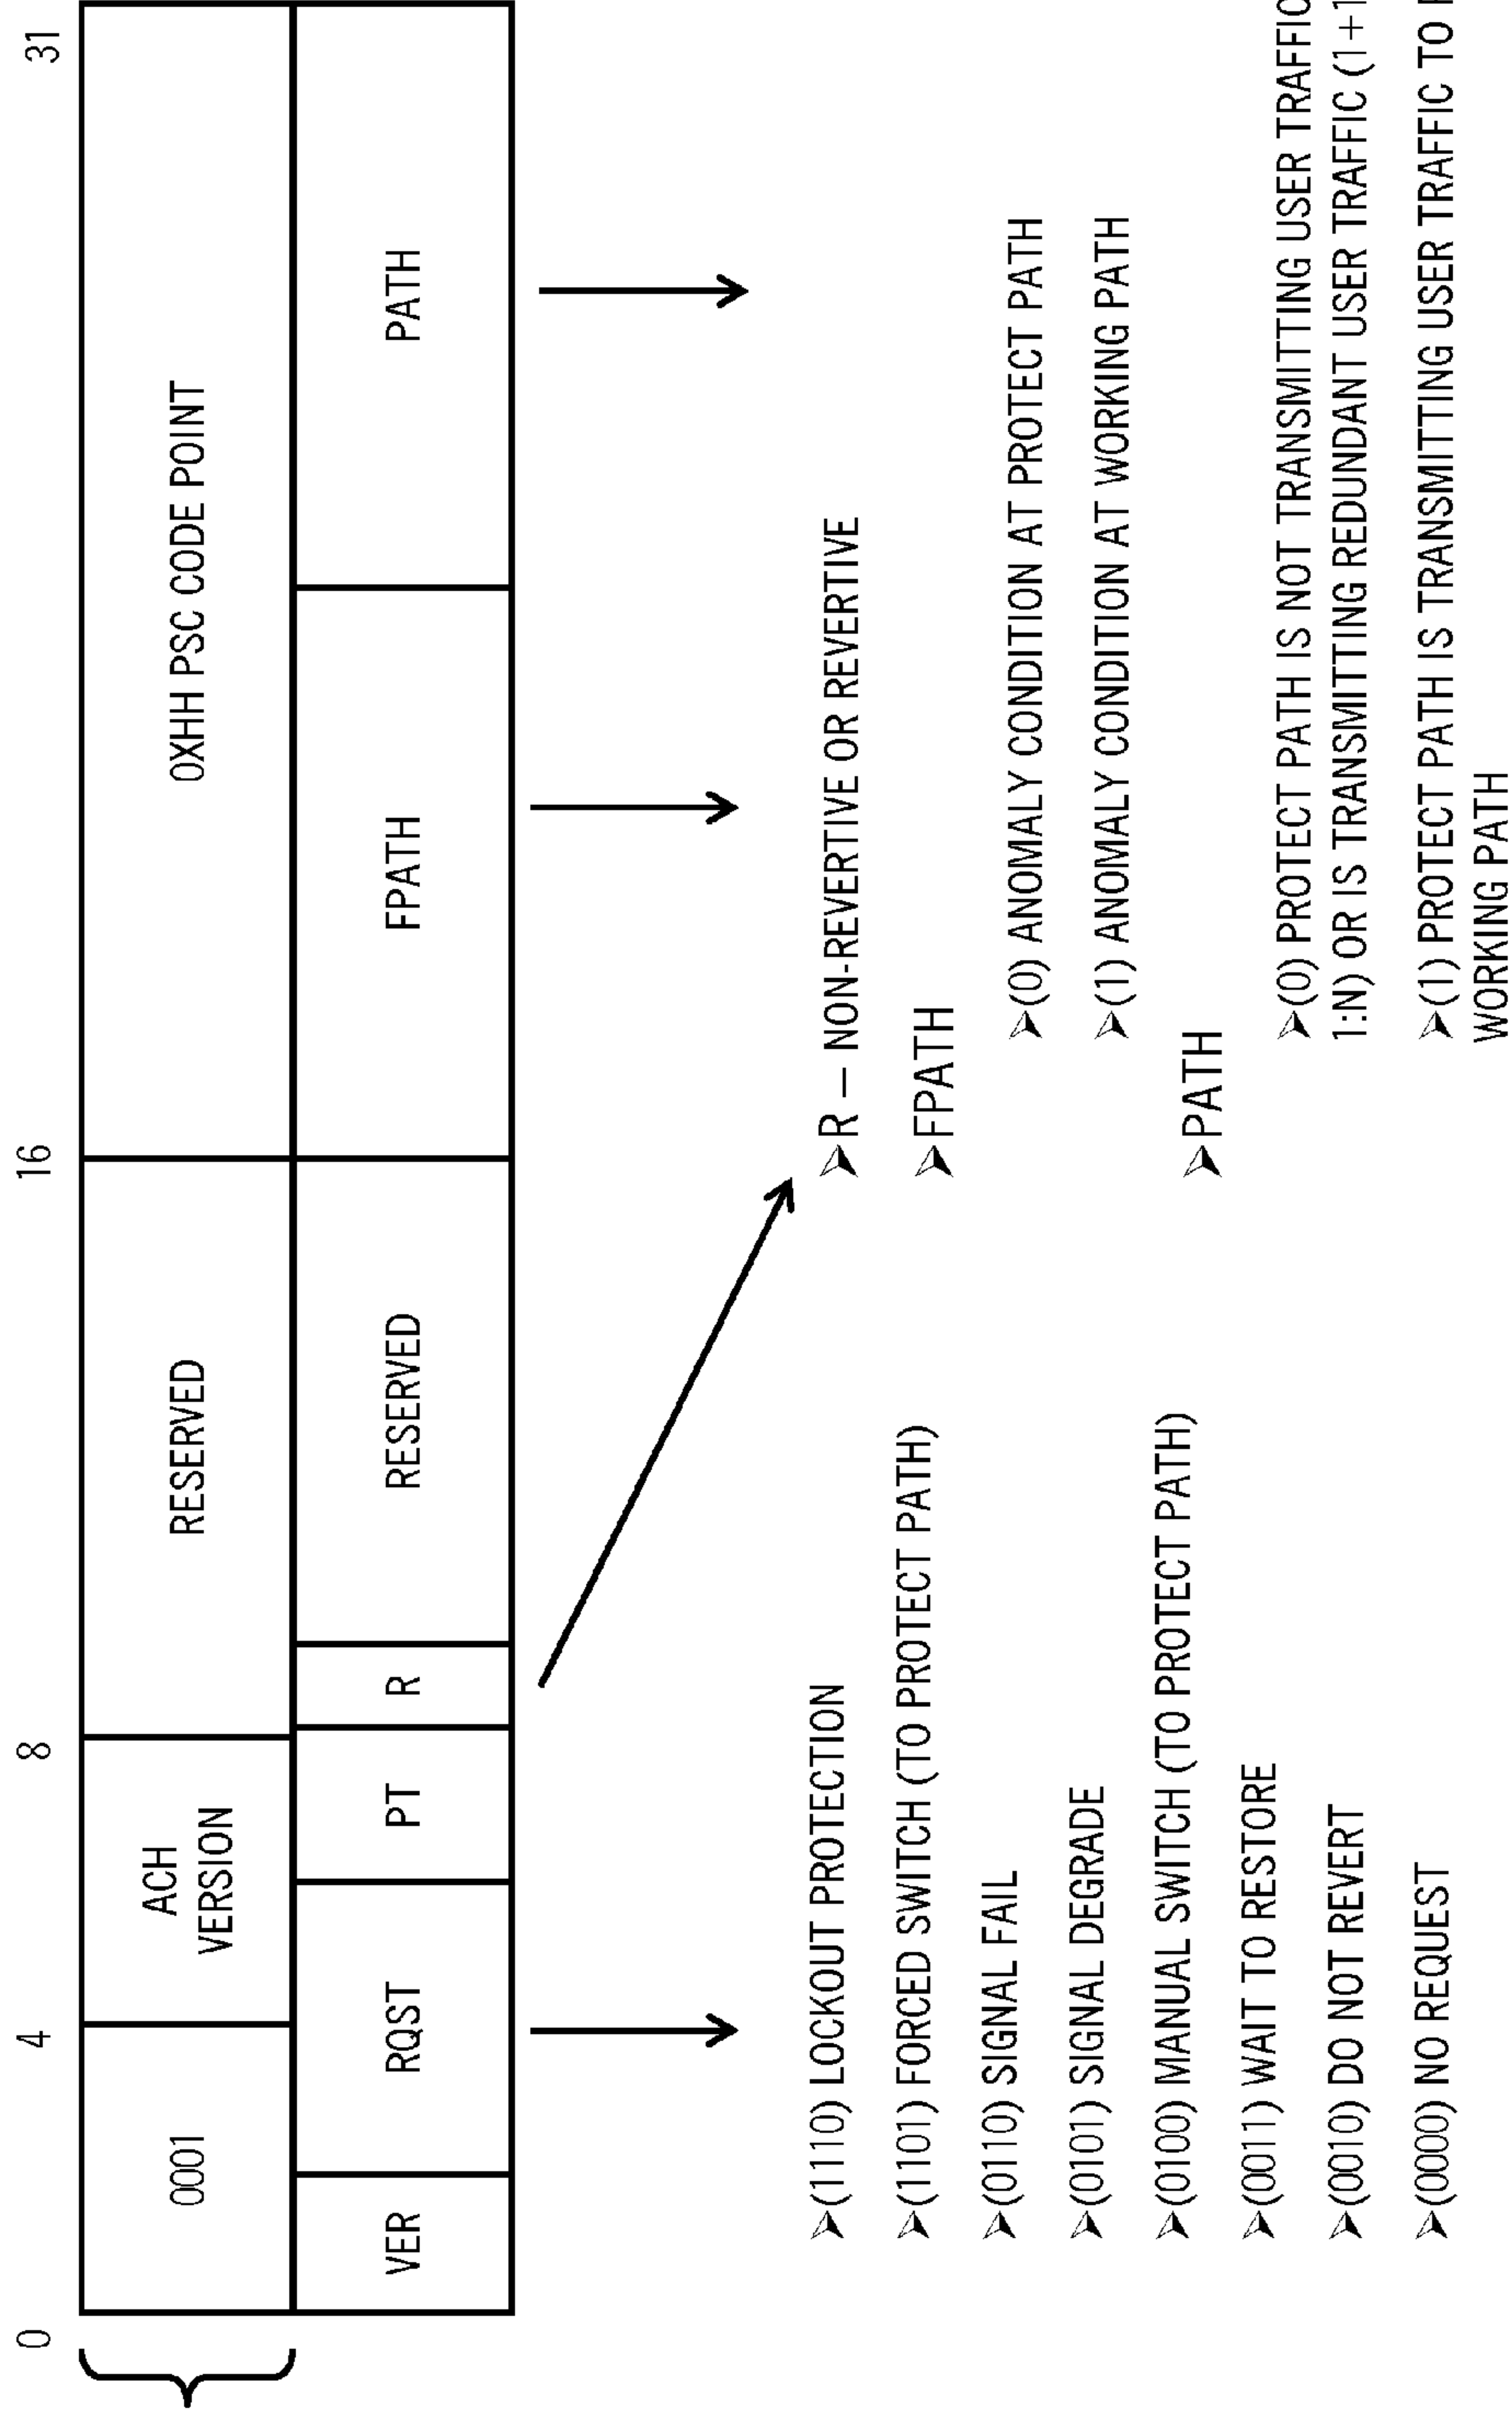 0 4 8 16 31
0001 ACH VERSION RESERVED 0XHH PSC CODE POINT
VER RQST PT R RESERVED FPATH PATH
➤(1110) LOCKOUT PROTECTION
➤(1101) FORCED SWITCH (TO PROTECT PATH)
➤(0110) SIGNAL FAIL
➤(0101) SIGNAL DEGRADE
➤(0100) MANUAL SWITCH (TO PROTECT PATH)
➤(0011) WAIT TO RESTORE
➤(0010) DO NOT REVERT
➤(0000) NO REQUEST
➤R – NON-REVERTIVE OR REVERTIVE
➤FPATH
➤(0) ANOMALY CONDITION AT PROTECT PATH
➤(1) ANOMALY CONDITION AT WORKING PATH
➤PATH
➤(0) PROTECT PATH IS NOT TRANSMITTING USER TRAFFIC
1:N) OR IS TRANSMITTING REDUNDANT USER TRAFFIC (1+1
➤(1) PROTECT PATH IS TRANSMITTING USER TRAFFIC TO
WORKING PATH